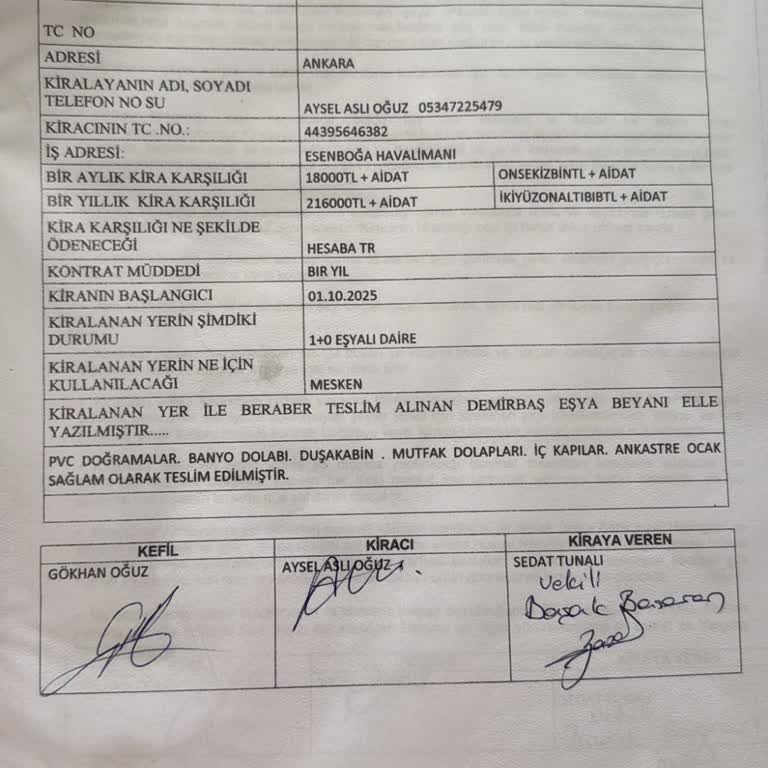 TC NO
ADRESİ ANKARA
KİRALAYANIN ADI, SOYADI
TELEFON NO SU AYSEL ASLI OĞUZ 05347225479
KİRACININ TC .NO.: 44395646382
İŞ ADRESİ: ESENBOĞA HAVALİMANI
BİR AYLIK KİRA KARŞILIĞI 18000TL + AİDAT ONSEKİZBİNTL + AİDAT
BİR YILLIK KİRA KARŞILIĞI 216000TL + AİDAT İKİYÜZONALTIBIBTL + AİDAT
KİRA KARŞILIĞI NE ŞEKİLDE
ÖDENECEĞİ HESABA TR
KONTRAT MÜDDEDİ BIR YIL
KİRANIN BAŞLANGICI 01.10.2025
KİRALANAN YERİN ŞİMDİKİ
DURUMU 1+0 EŞYALI DAİRE
KİRALANAN YERİN NE İÇİN
KULLANILACAĞI MESKEN
KİRALANAN YER İLE BERABER TESLİM ALINAN DEMİRBAŞ EŞYA BEYANI ELLE
YAZILMIŞTIR.....
PVC DOĞRAMALAR. BANYO DOLABI. DUŞAKABİN . MUTFAK DOLAPLARI. İÇ KAPILAR. ANKASTRE OCAK
SAĞLAM OLARAK TESLİM EDİLMİŞTİR.
KEFİL KİRACI KİRAYA VEREN
GÖKHAN OĞUZ AYSEL ASLI OĞUZ SEDAT TUNALI
vekili
Başak Başaran